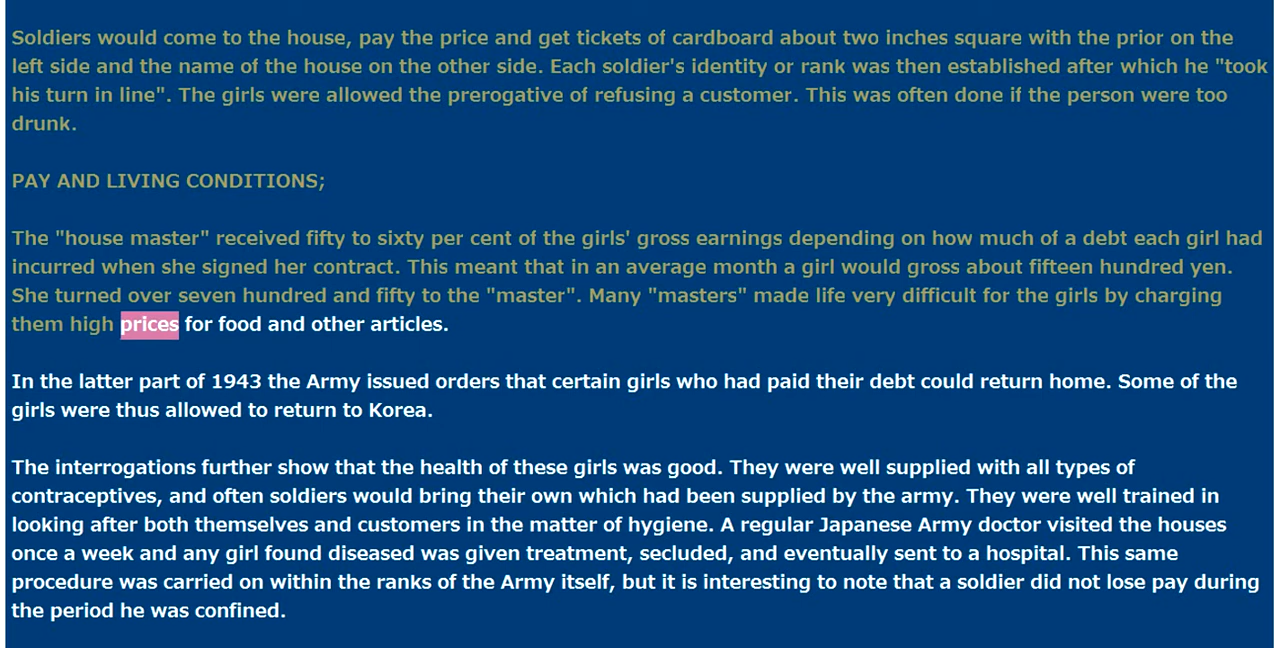 Soldiers would come to the house, pay the price and get tickets of cardboard about two inches square with the prior on the
left side and the name of the house on the other side. Each soldier's identity or rank was then established after which he "took
his turn in line". The girls were allowed the prerogative of refusing a customer. This was often done if the person were too
drunk.
PAY AND LIVING CONDITIONS;
The "house master" received fifty to sixty per cent of the girls' gross earnings depending on how much of a debt each girl had
incurred when she signed her contract. This meant that in an average month a girl would gross about fifteen hundred yen.
She turned over seven hundred and fifty to the "master". Many "masters" made life very difficult for the girls by charging
them high prices for food and other articles.
In the latter part of 1943 the Army issued orders that certain girls who had paid their debt could return home. Some of the
girls were thus allowed to return to Korea.
The interrogations further show that the health of these girls was good. They were well supplied with all types of
contraceptives, and often soldiers would bring their own which had been supplied by the army. They were well trained in
looking after both themselves and customers in the matter of hygiene. A regular Japanese Army doctor visited the houses
once a week and any girl found diseased was given treatment, secluded, and eventually sent to a hospital. This same
procedure was carried on within the ranks of the Army itself, but it is interesting to note that a soldier did not lose pay during
the period he was confined.